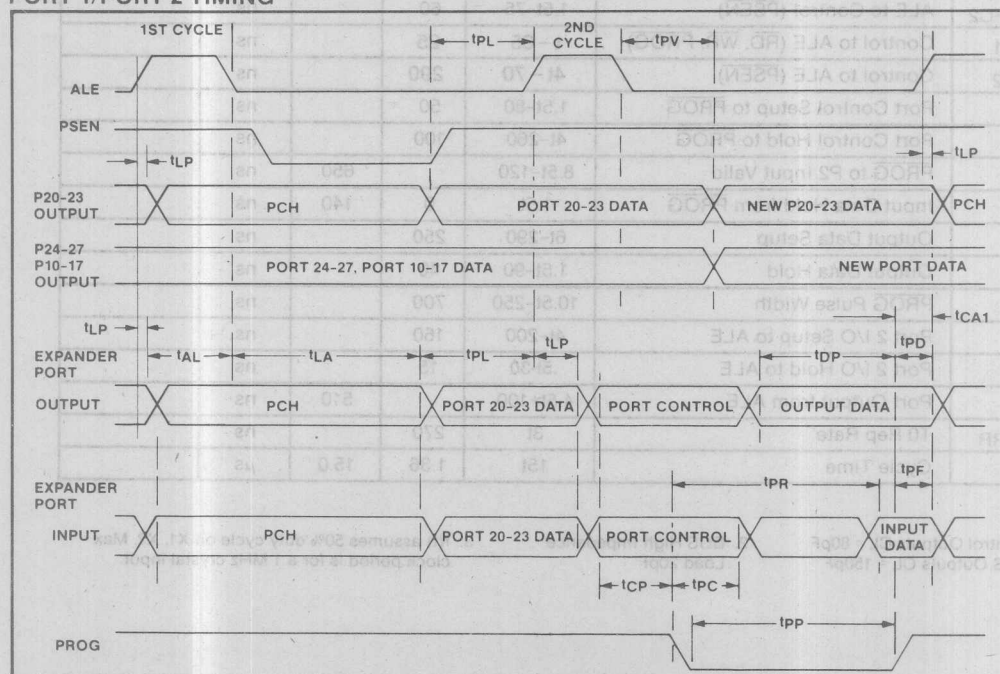 PORT 1/PORT 2 TIMING
1ST CYCLE
2ND CYCLE
tPL
tPV
ALE
PSEN
tLP
tLP
P20-23 OUTPUT
PCH
PORT 20-23 DATA
NEW P20-23 DATA
PCH
P24-27
P10-17
OUTPUT
PORT 24-27, PORT 10-17 DATA
NEW PORT DATA
tCA1
tLP
tAL
tLA
tPL
tLP
tDP
tPD
EXPANDER PORT
OUTPUT
PCH
PORT 20-23 DATA
PORT CONTROL
OUTPUT DATA
tPR
tPF
EXPANDER PORT
INPUT
PCH
PORT 20-23 DATA
PORT CONTROL
INPUT DATA
tCP
tPC
tPP
PROG